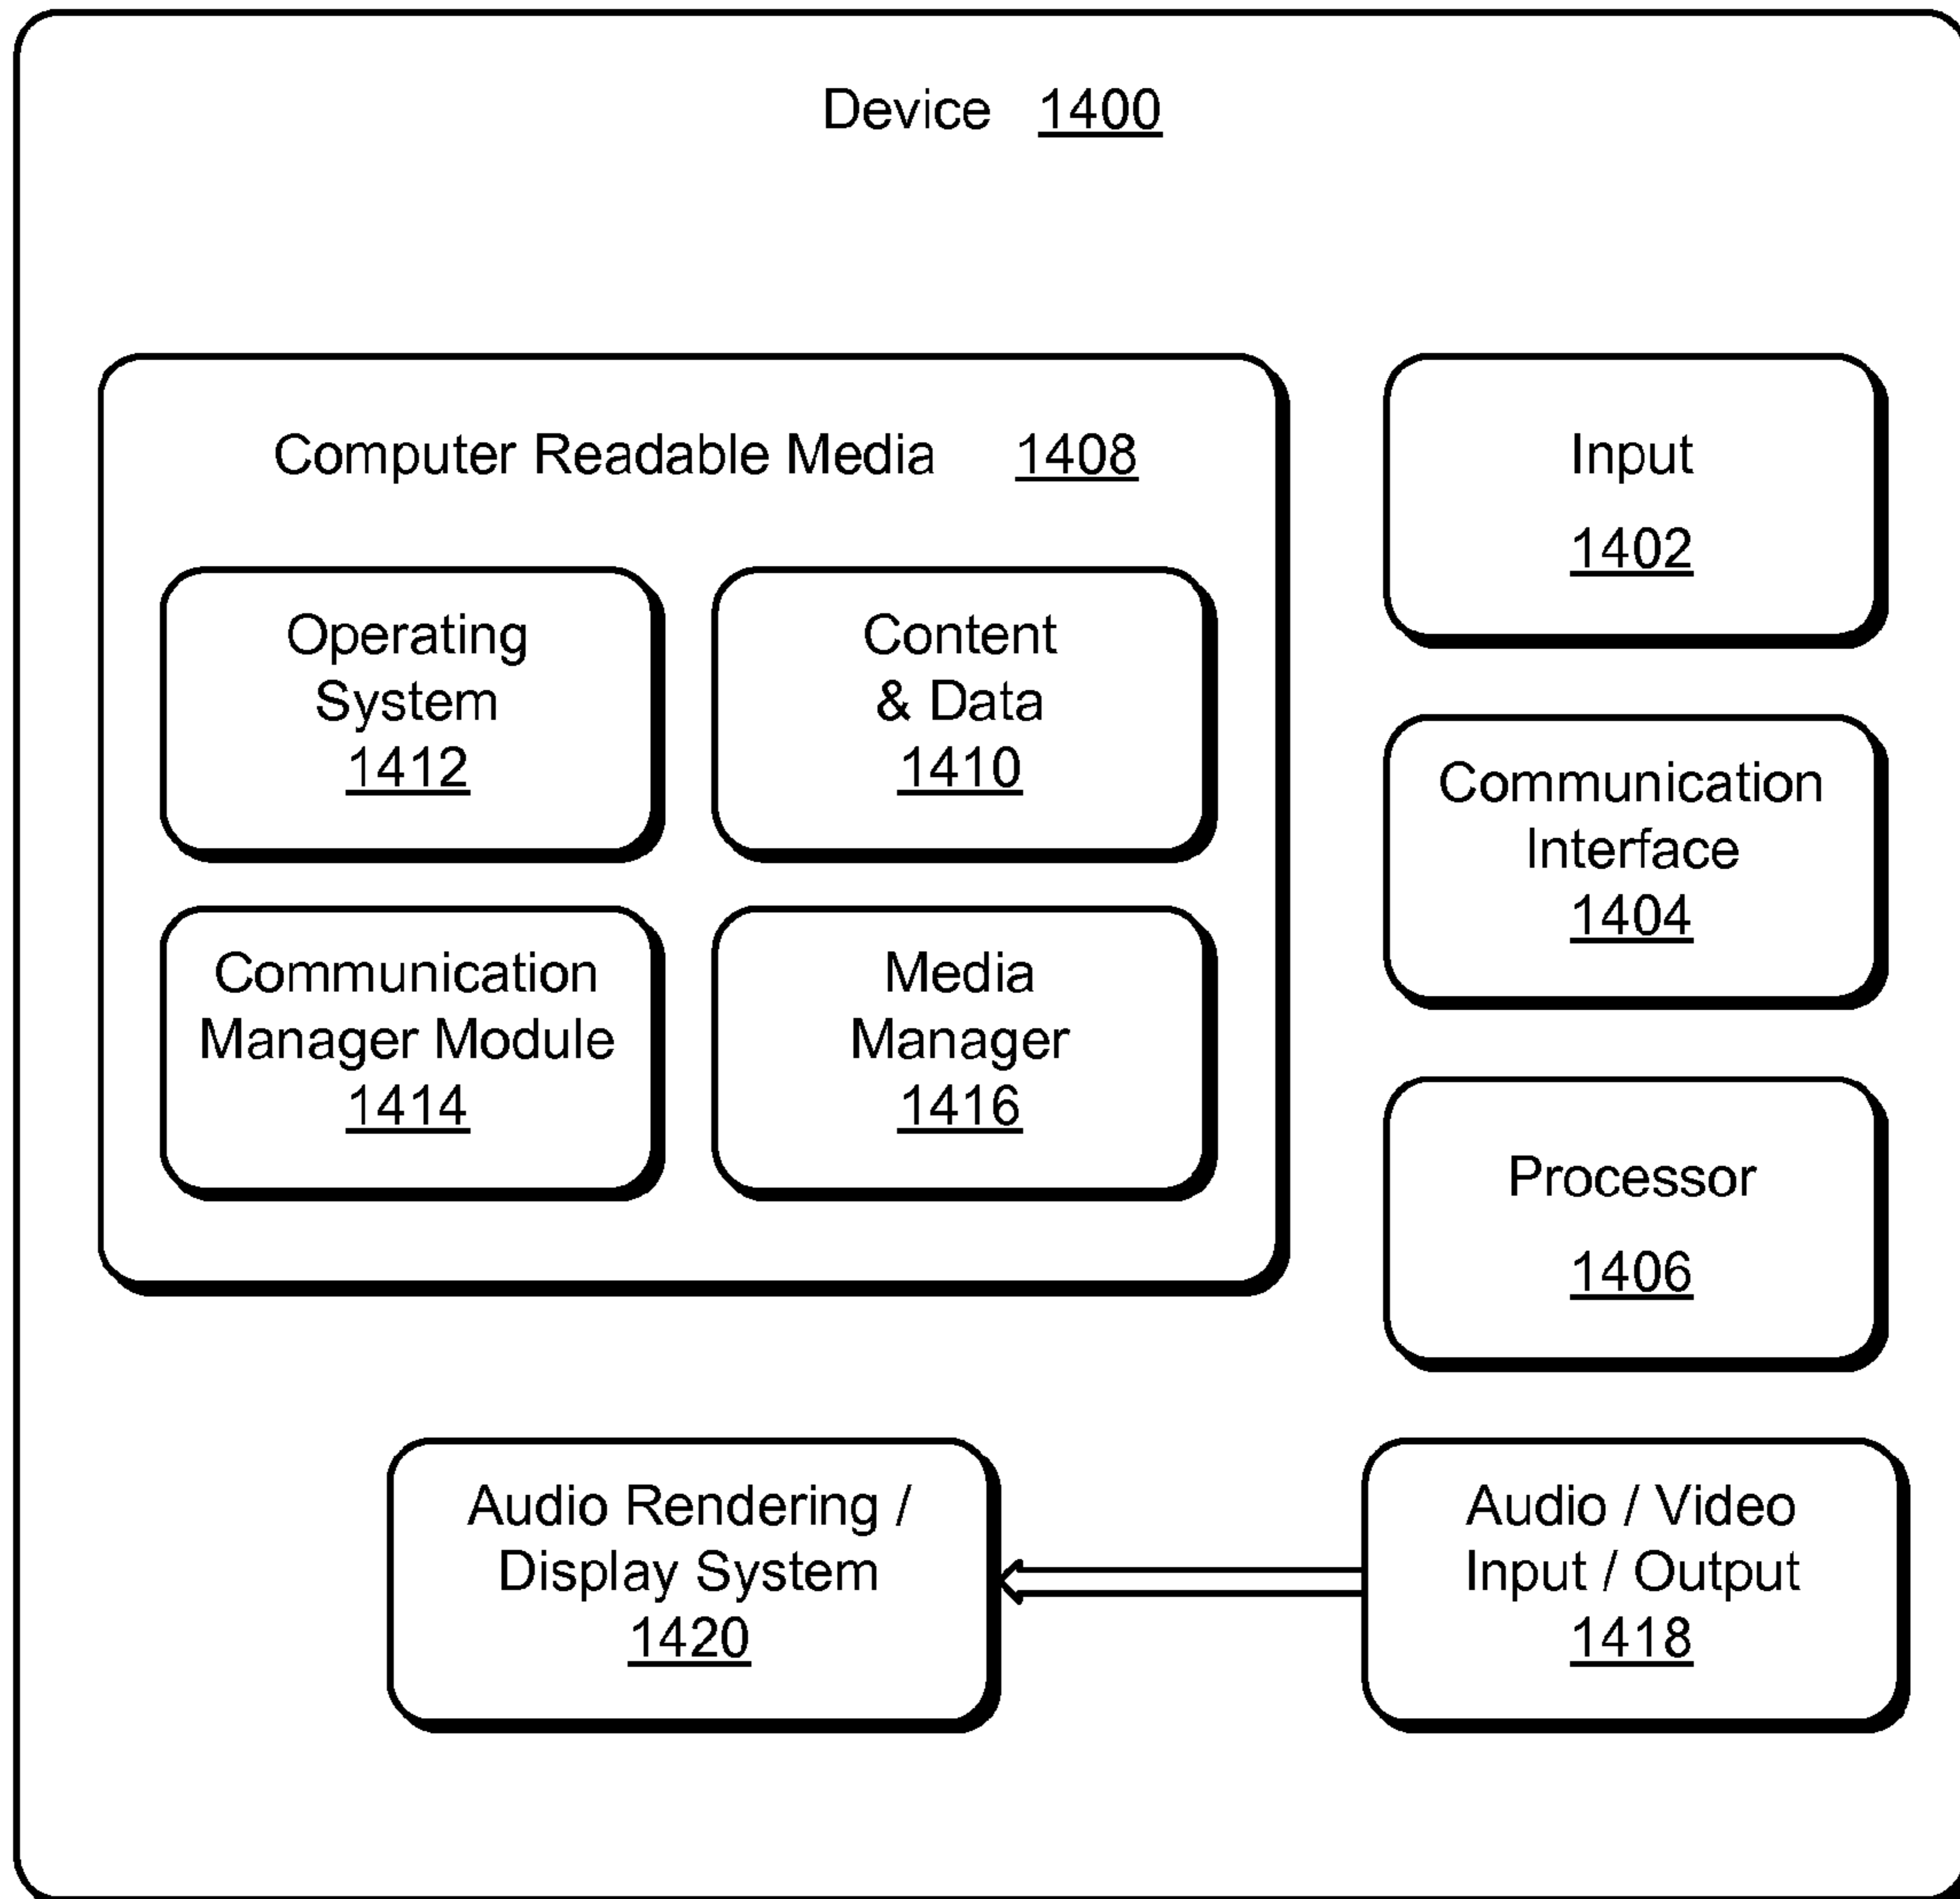 Device 1400
Computer Readable Media 1408
Operating
System
1412
Content
& Data
1410
Communication
Manager Module
1414
Media
Manager
1416
Input
1402
Communication
Interface
1404
Processor
1406
Audio Rendering /
Display System
1420
Audio / Video
Input / Output
1418